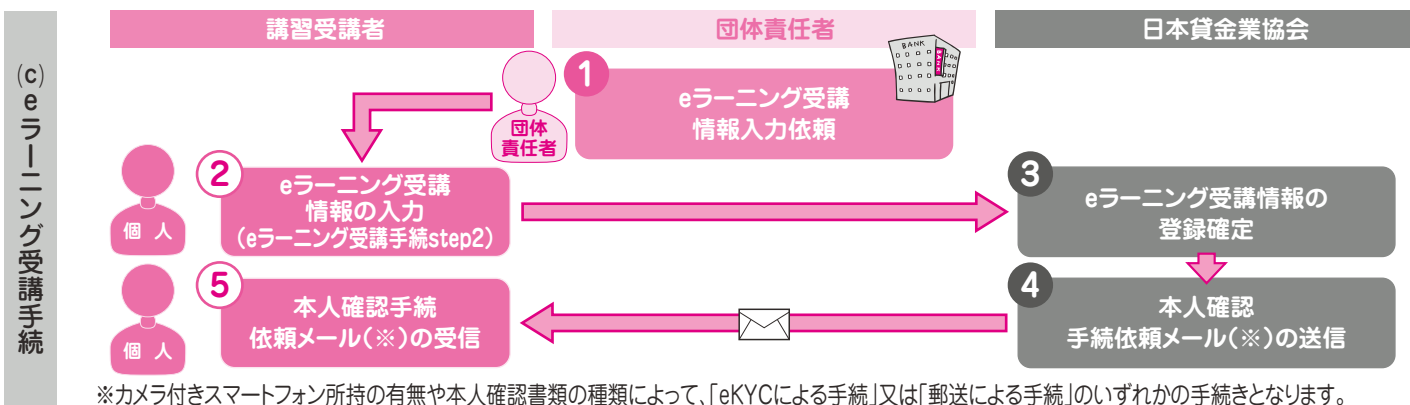 (c)eラーニング受講手続
講習受講者
団体責任者
日本貸金業協会
BANK
団体
責任者
1
eラーニング受講
情報入力依頼
個 人
2
eラーニング受講
情報の入力
(eラーニング受講手続step2)
3
eラーニング受講情報の
登録確定
個 人
5
本人確認手続
依頼メール(※)の受信
4
本人確認
手続依頼メール(※)の送信
※カメラ付きスマートフォン所持の有無や本人確認書類の種類によって、「eKYCによる手続」又は「郵送による手続」のいずれかの手続きとなります。